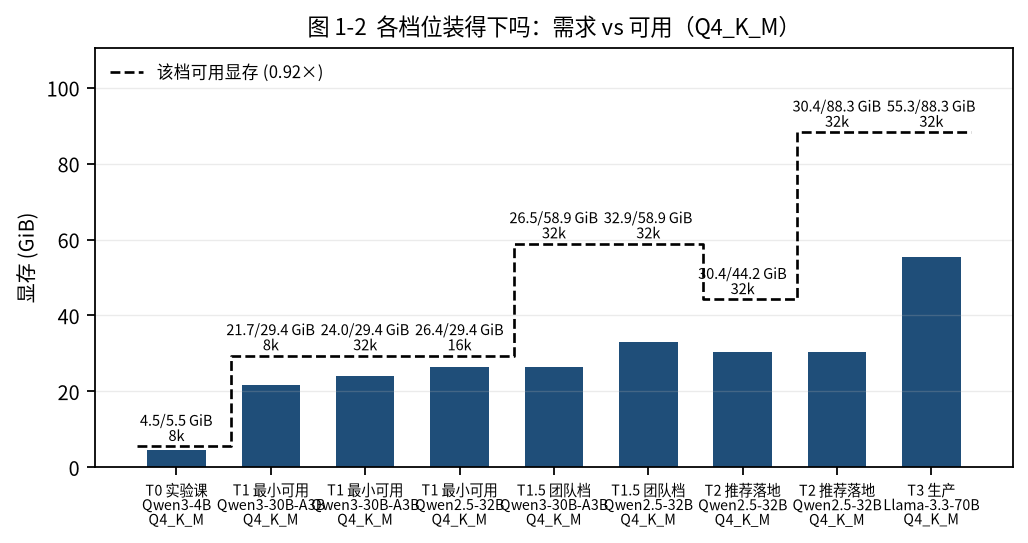 图 1-2 各档位装得下吗：需求 vs 可用（Q4_K_M）
该档可用显存 (0.92×)
显存 (GiB)
100
80
60
40
20
0
4.5/5.5 GiB
8k
21.7/29.4 GiB
8k
24.0/29.4 GiB
32k
26.4/29.4 GiB
16k
26.5/58.9 GiB
32k
32.9/58.9 GiB
32k
30.4/44.2 GiB
32k
30.4/88.3 GiB
32k
55.3/88.3 GiB
32k
T0 实验课
Qwen3-4B
Q4_K_M
T1 最小可用
Qwen3-30B-A3B
Q4_K_M
T1 最小可用
Qwen3-30B-A3B
Q4_K_M
T1 最小可用
Qwen2.5-32B
Q4_K_M
T1.5 团队档
Qwen3-30B-A3B
Q4_K_M
T1.5 团队档
Qwen2.5-32B
Q4_K_M
T2 推荐落地
Qwen2.5-32B
Q4_K_M
T2 推荐落地
Qwen2.5-32B
Q4_K_M
T3 生产
Llama-3.3-70B
Q4_K_M